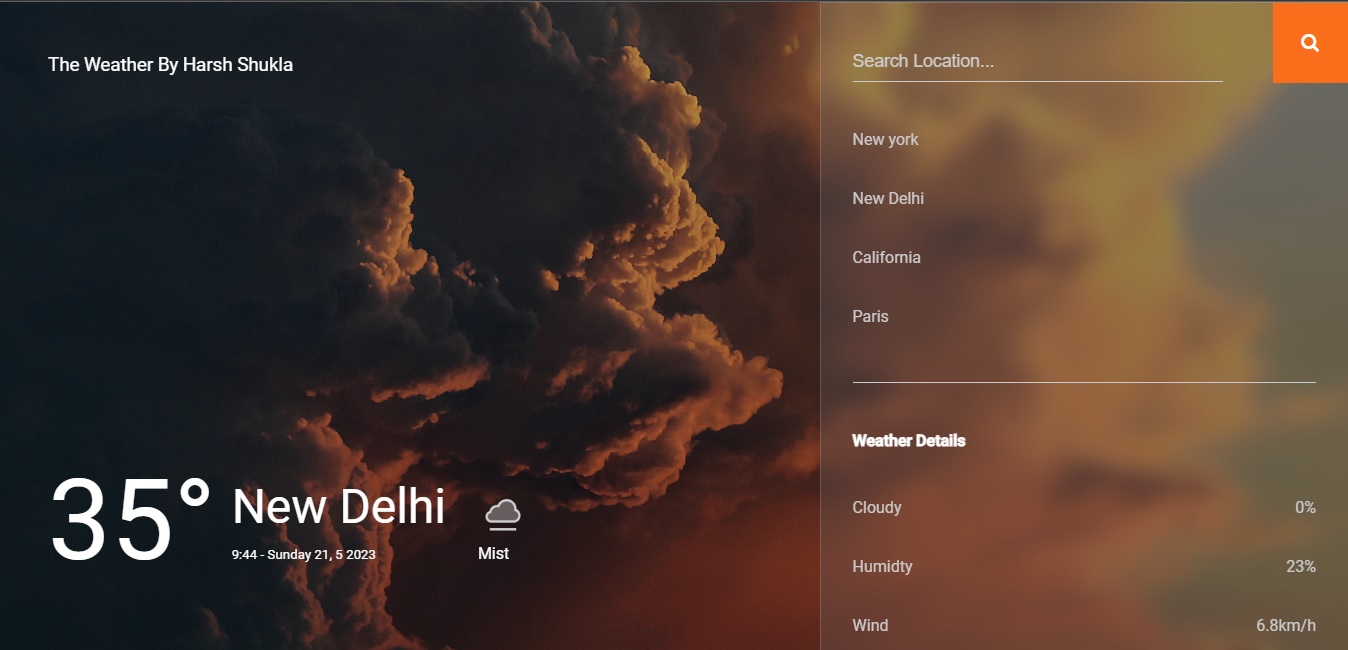 The Weather By Harsh Shukla
35°
New Delhi
9:44 - Sunday 21, 5 2023
Mist
Search Location...
New york
New Delhi
California
Paris
Weather Details
Cloudy 0%
Humidty 23%
Wind 6.8km/h